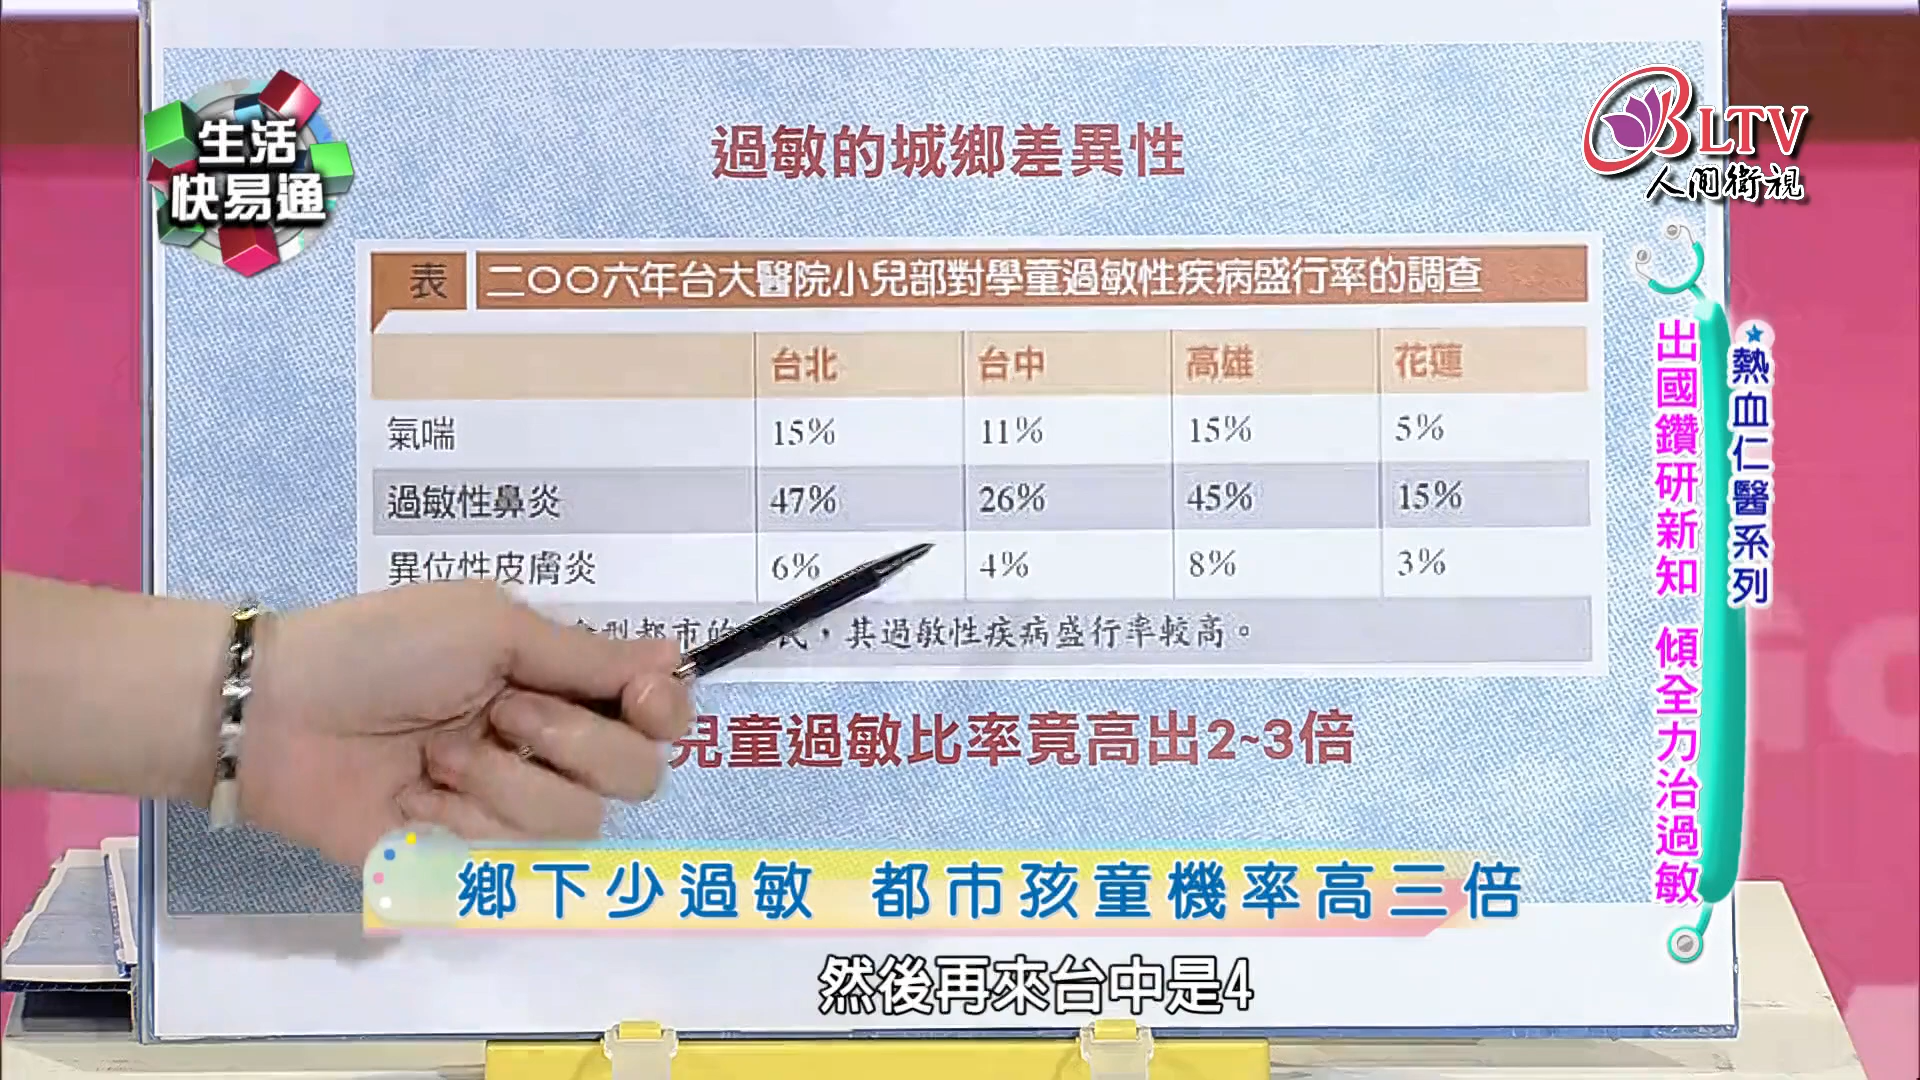 生活
快易通
BLTV
人間衛視
過敏的城鄉差異性
表 二〇〇六年台大醫院小兒部對學童過敏性疾病盛行率的調查
台北 台中 高雄 花蓮
氣喘 15% 11% 15% 5%
過敏性鼻炎 47% 26% 45% 15%
異位性皮膚炎 6% 4% 8% 3%
型都市的 民，其過敏性疾病盛行率較高。
兒童過敏比率竟高出2~3倍
熱血仁醫系列
出國鑽研新知 傾全力治過敏
鄉下少過敏 都市孩童機率高三倍
然後再來台中是4